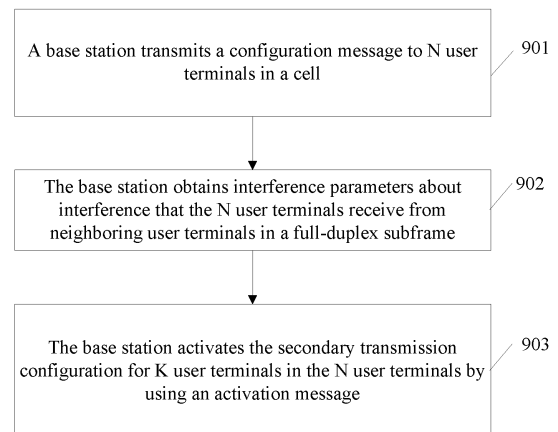 A base station transmits a configuration message to N user
terminals in a cell
901
The base station obtains interference parameters about
interference that the N user terminals receive from
neighboring user terminals in a full-duplex subframe
902
The base station activates the secondary transmission
configuration for K user terminals in the N user terminals by
using an activation message
903